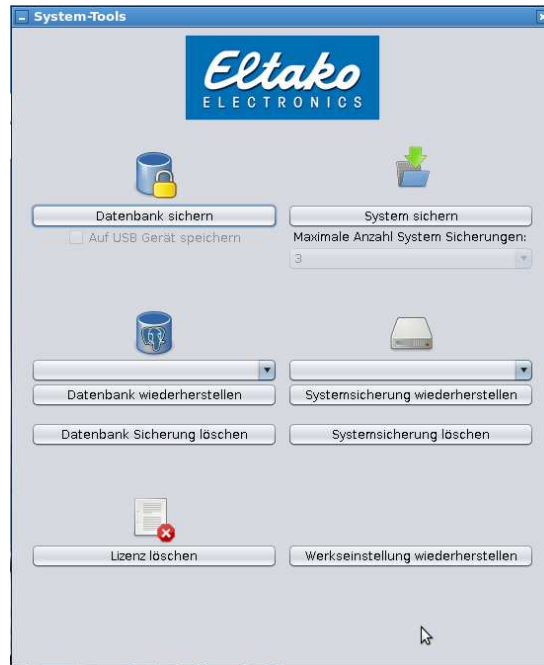 System-Tools
Eltako
ELECTRONICS
Datenbank sichern
System sichern
Auf USB Gerät speichern
Maximale Anzahl System Sicherungen:
3
Datenbank wiederherstellen
Systemsicherung wiederherstellen
Datenbank Sicherung löschen
Systemsicherung löschen
Lizenz löschen
Werkseinstellung wiederherstellen